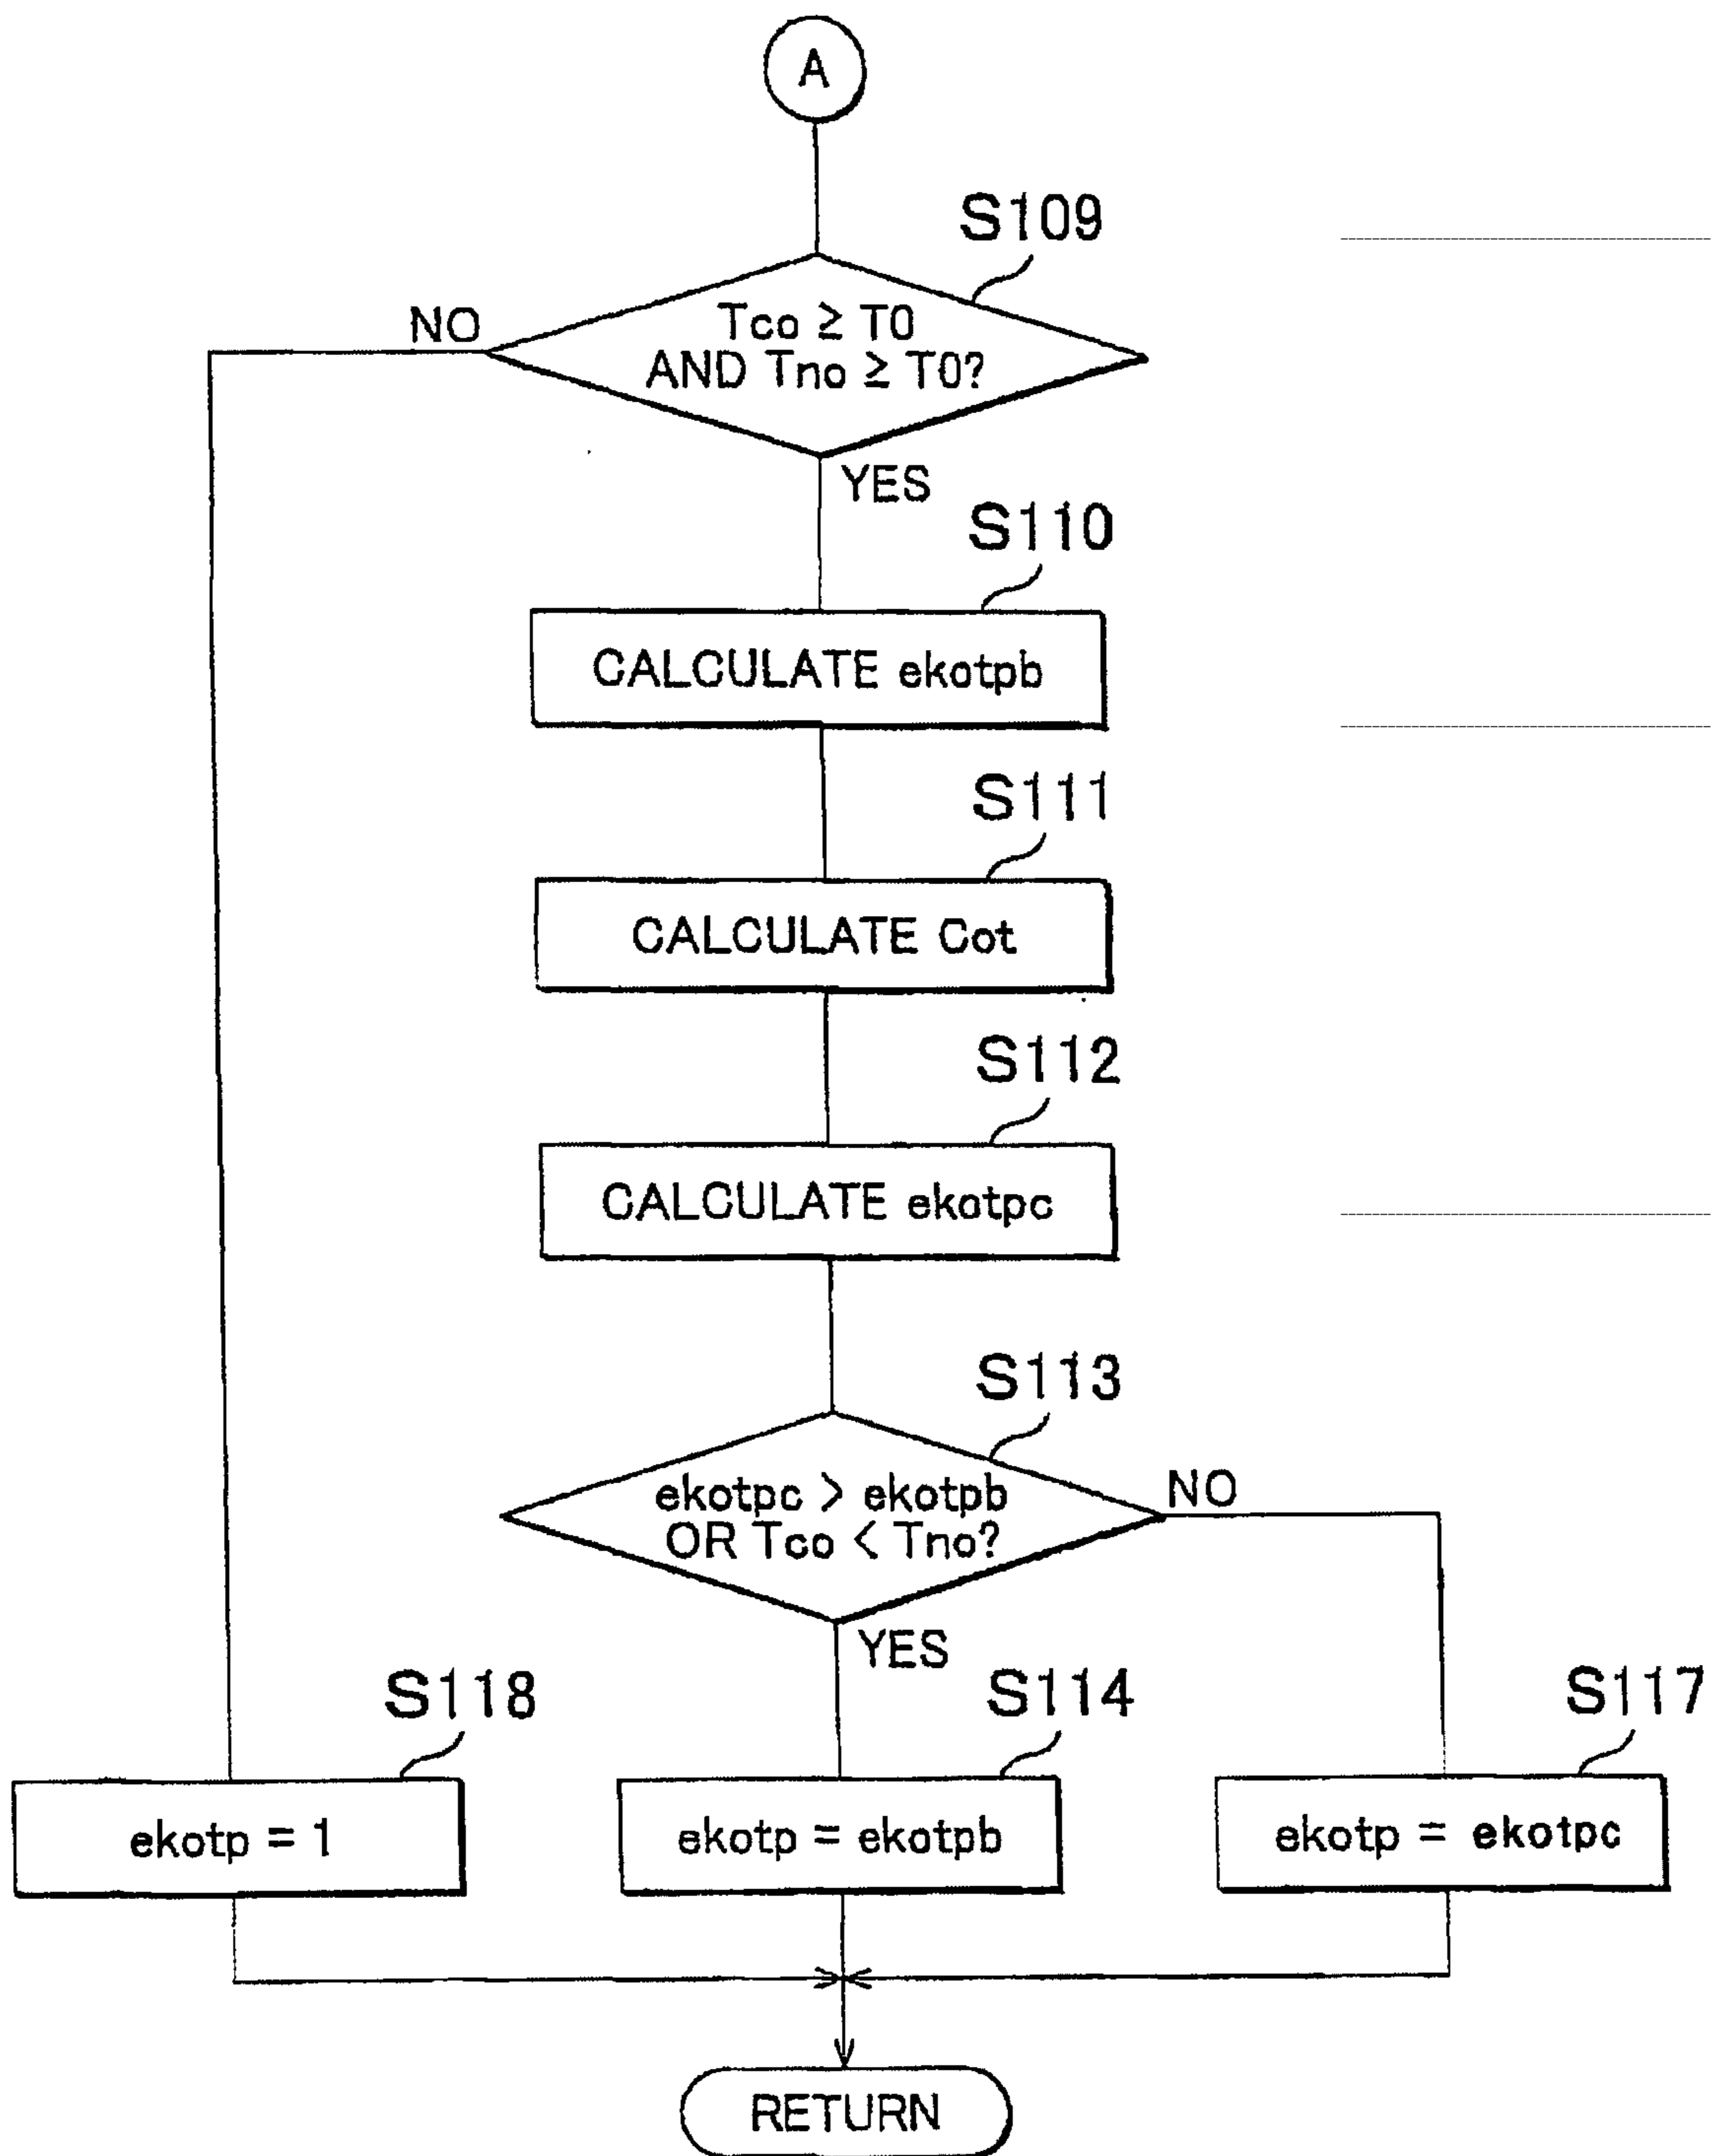 A
S109
NO
Tco ≥ T0
AND Tno ≥ T0?
YES
S110
CALCULATE ekotpb
S111
CALCULATE Cot
S112
CALCULATE ekotpc
S113
ekotpc > ekotpb
OR Tco < Tno?
NO
YES
S118
S114
S117
ekotp = 1
ekotp = ekotpb
ekotp = ekotpc
RETURN